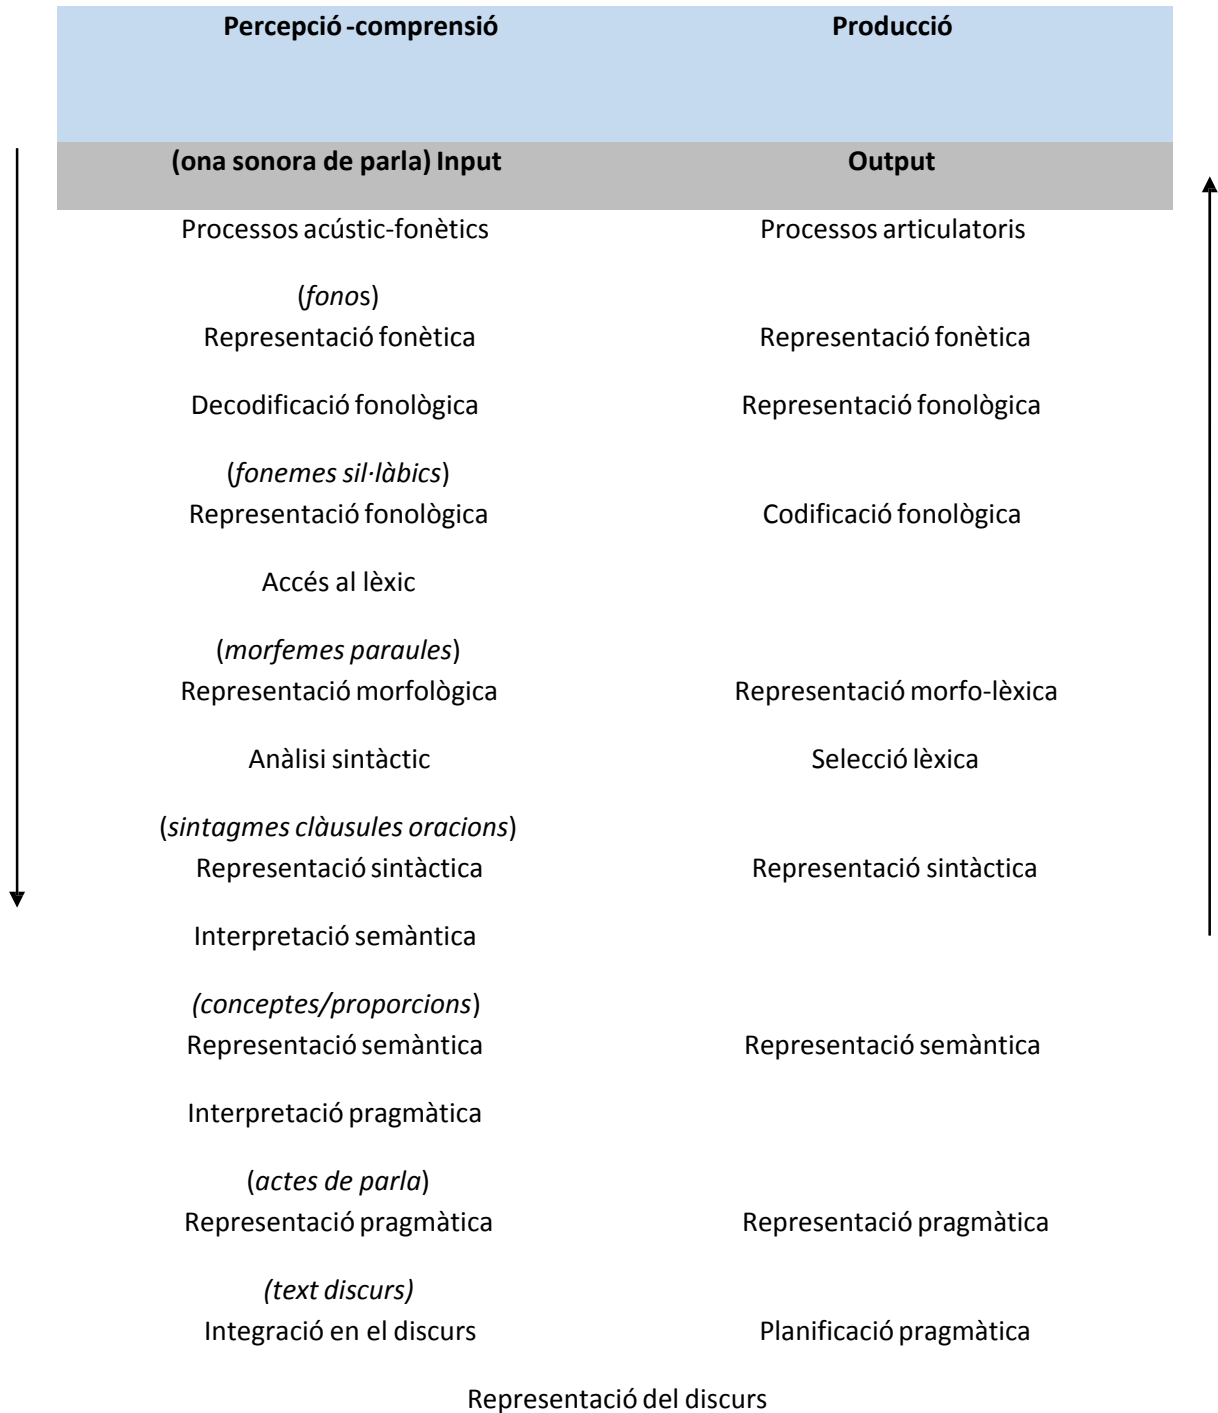 Percepció -comprensió Producció
(ona sonora de parla) Input Output
Processos acústic-fonètics Processos articulatoris
(fonos)
Representació fonètica Representació fonètica
Decodificació fonològica Representació fonològica
(fonemes sil·làbics)
Representació fonològica Codificació fonològica
Accés al lèxic
(morfemes paraules)
Representació morfològica Representació morfo-lèxica
Anàlisi sintàctic Selecció lèxica
(sintagmes clàusules oracions)
Representació sintàctica Representació sintàctica
Interpretació semàntica
(conceptes/proporcions)
Representació semàntica Representació semàntica
Interpretació pragmàtica
(actes de parla)
Representació pragmàtica Representació pragmàtica
(text discurs)
Integració en el discurs Planificació pragmàtica
Representació del discurs